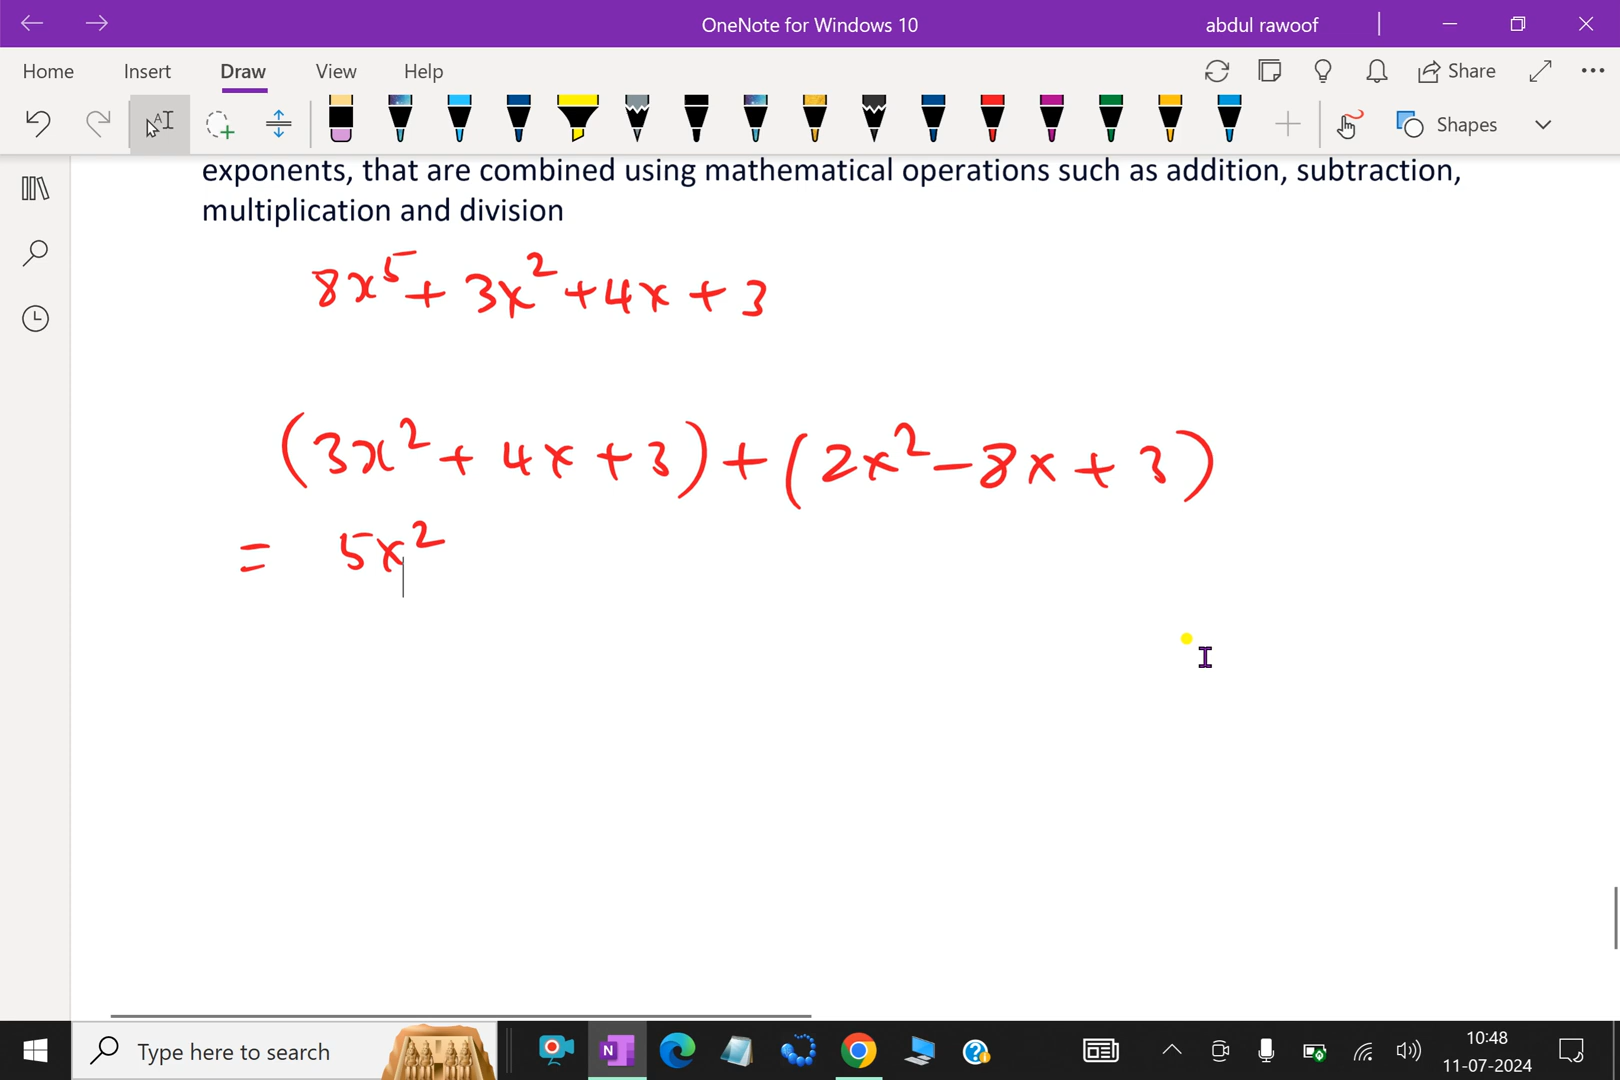 OneNote for Windows 10
abdul rawoof
Home Insert Draw View Help
Share
Shapes
exponents, that are combined using mathematical operations such as addition, subtraction,
multiplication and division
8x⁵ + 3x² + 4x + 3
(3x² + 4x + 3) + (2x² − 8x + 3)
= 5x²
Type here to search
10:48
11-07-2024